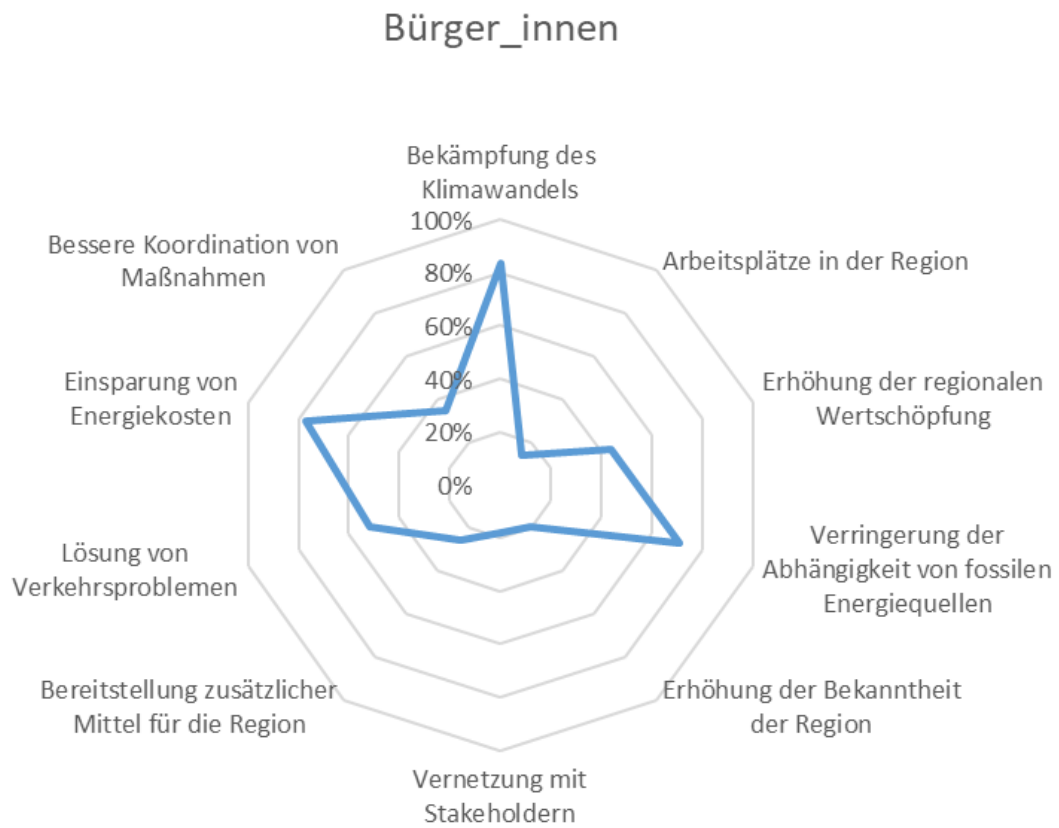 Bürger_innen
Bekämpfung des
Klimawandels
100%
80%
60%
40%
20%
0%
Arbeitsplätze in der Region
Erhöhung der regionalen
Wertschöpfung
Verringerung der
Abhängigkeit von fossilen
Energiequellen
Erhöhung der Bekanntheit
der Region
Vernetzung mit
Stakeholdern
Bereitstellung zusätzlicher
Mittel für die Region
Lösung von
Verkehrsproblemen
Einsparung von
Energiekosten
Bessere Koordination von
Maßnahmen